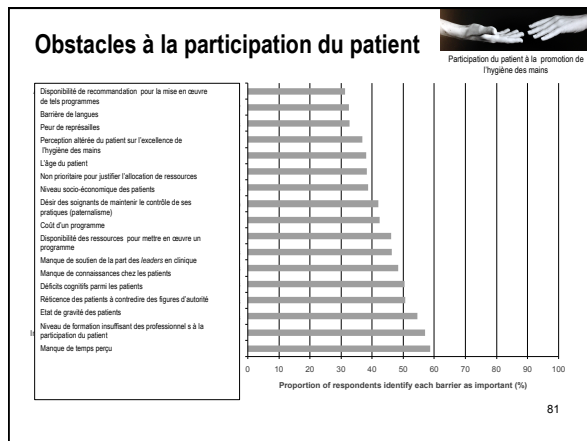 Obstacles à la participation du patient
Participation du patient à la promotion de
l'hygiène des mains
Disponibilité de recommandation pour la mise en œuvre
de tels programmes
Barrière de langues
Peur de représailles
Perception altérée du patient sur l'excellence de
l'hygiène des mains
L'âge du patient
Non prioritaire pour justifier l'allocation de ressources
Niveau socio-économique des patients
Désir des soignants de maintenir le contrôle de ses
pratiques (paternalisme)
Coût d'un programme
Disponibilité des ressources pour mettre en œuvre un
programme
Manque de soutien de la part des leaders en clinique
Manque de connaissances chez les patients
Déficits cognitifs parmi les patients
Réticence des patients à contredire des figures d'autorité
Etat de gravité des patients
Niveau de formation insuffisant des professionnel s à la
participation du patient
Manque de temps perçu
0 10 20 30 40 50 60 70 80 90 100
Proportion of respondents identify each barrier as important (%)
81